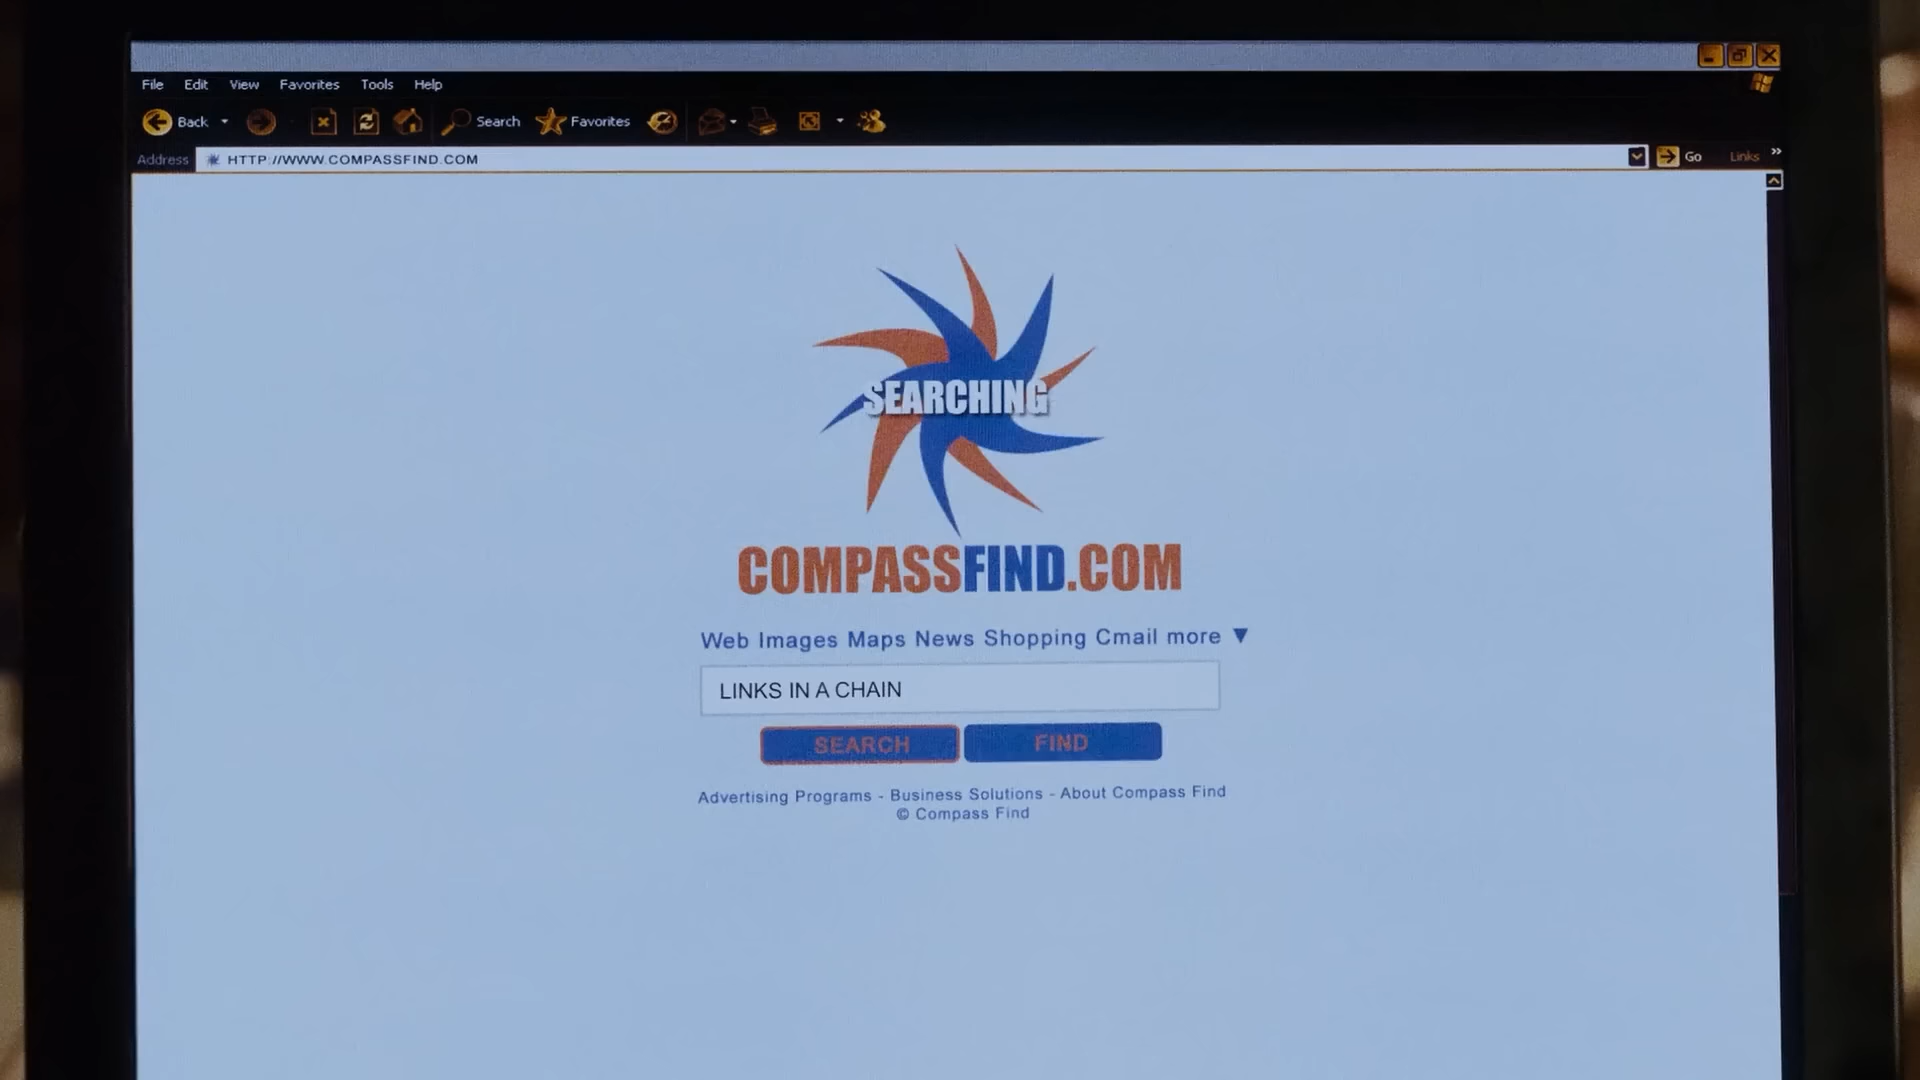 File Edit View Favorites Tools Help
Back Search Favorites
Address HTTP://WWW.COMPASSFIND.COM Go Links »
SEARCHING
COMPASSFIND.COM
Web Images Maps News Shopping Cmail more ▼
LINKS IN A CHAIN
SEARCH FIND
Advertising Programs - Business Solutions - About Compass Find
© Compass Find